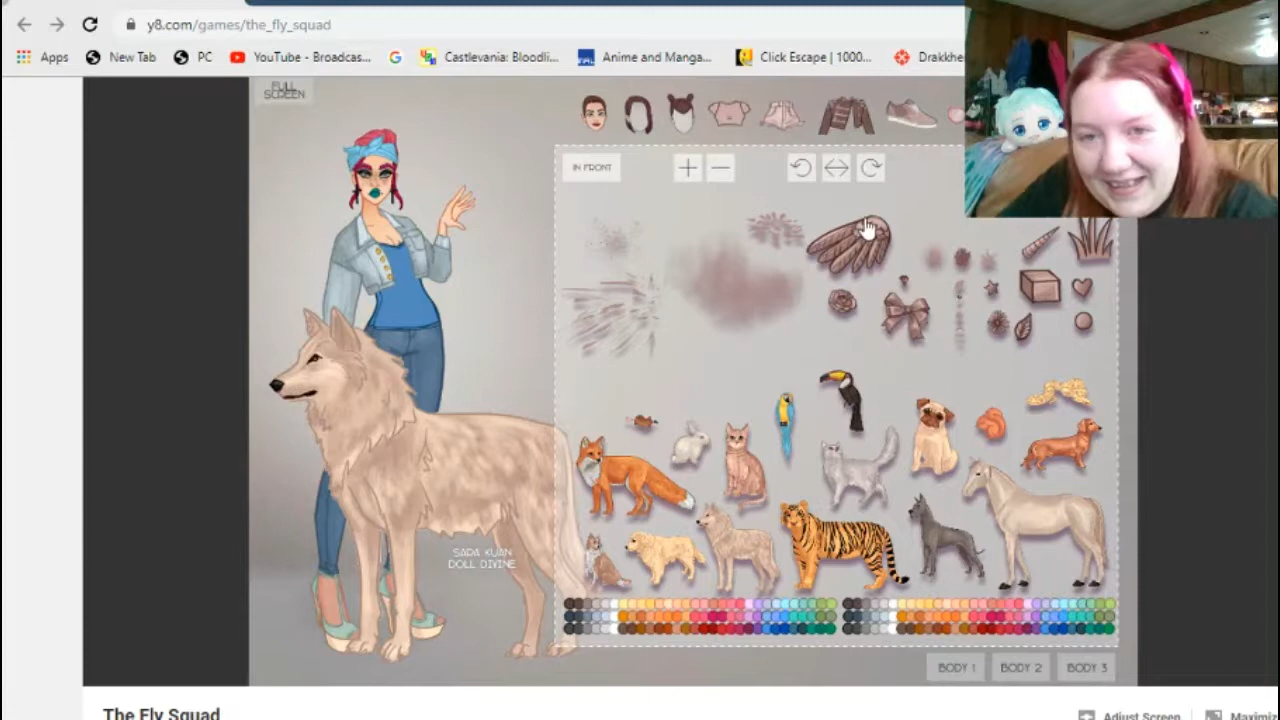 y8.com/games/the_fly_squad
Apps New Tab PC YouTube - Broadcas... Castlevania: Bloodli... Anime and Manga... Click Escape | 1000... Drakkhe
FULL
SCREEN
IN FRONT
SADA KUAN
DOLL DIVINE
BODY 1 BODY 2 BODY 3
The Fly Squad
Adjust Screen
Maximiz